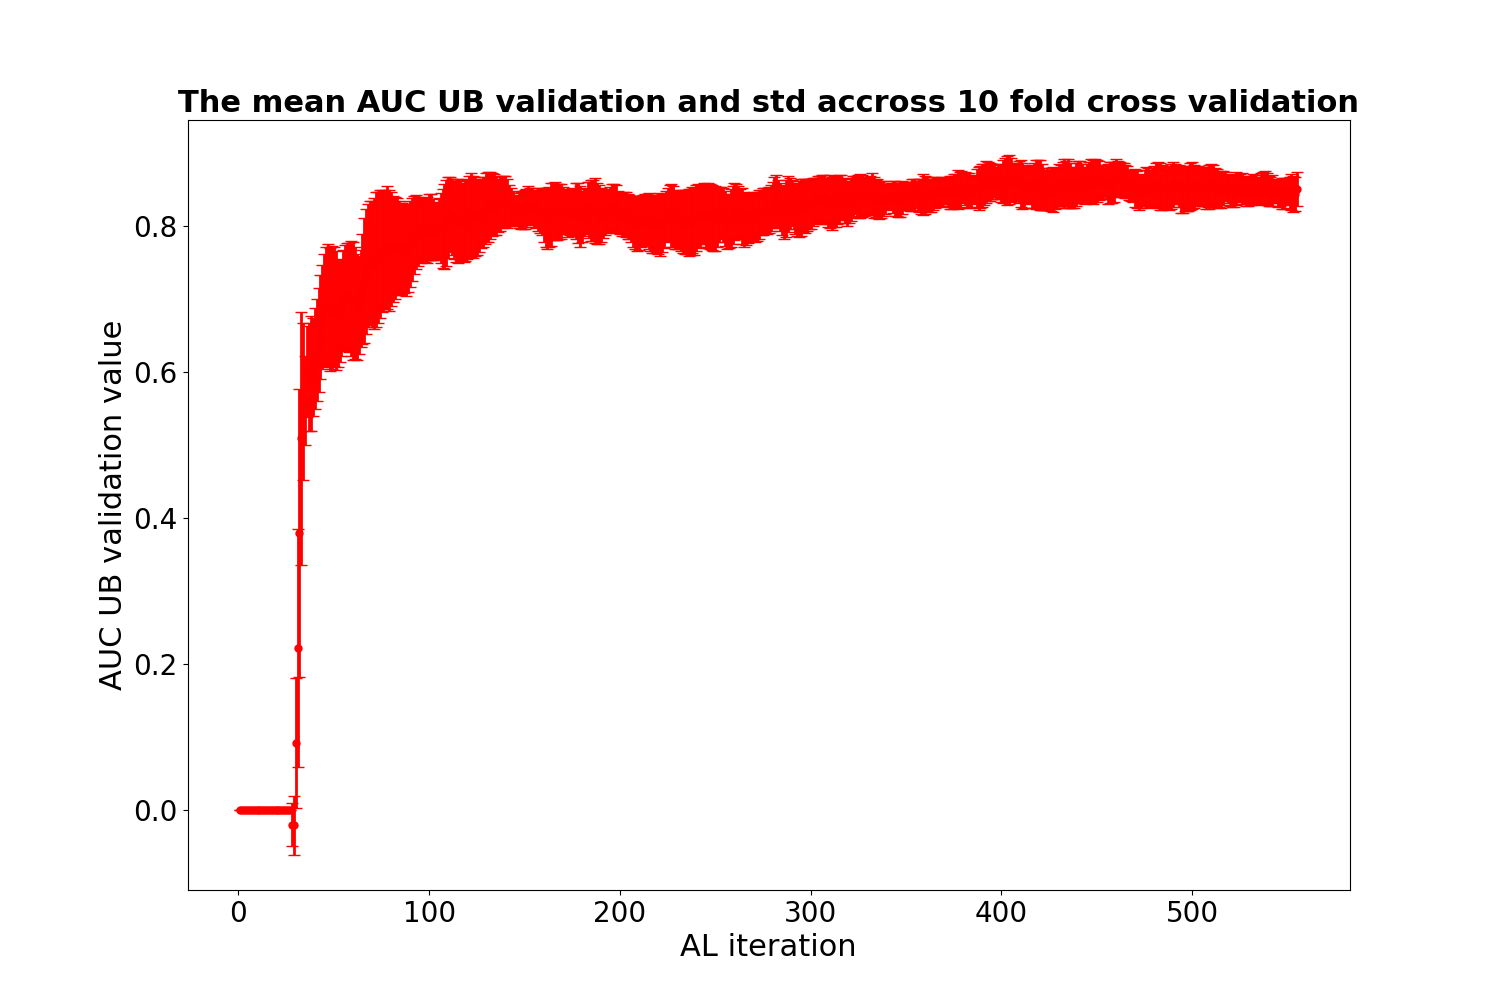 The mean AUC UB validation and std accross 10 fold cross validation
AUC UB validation value
0.8
0.6
0.4
0.2
0.0
0 100 200 300 400 500
AL iteration